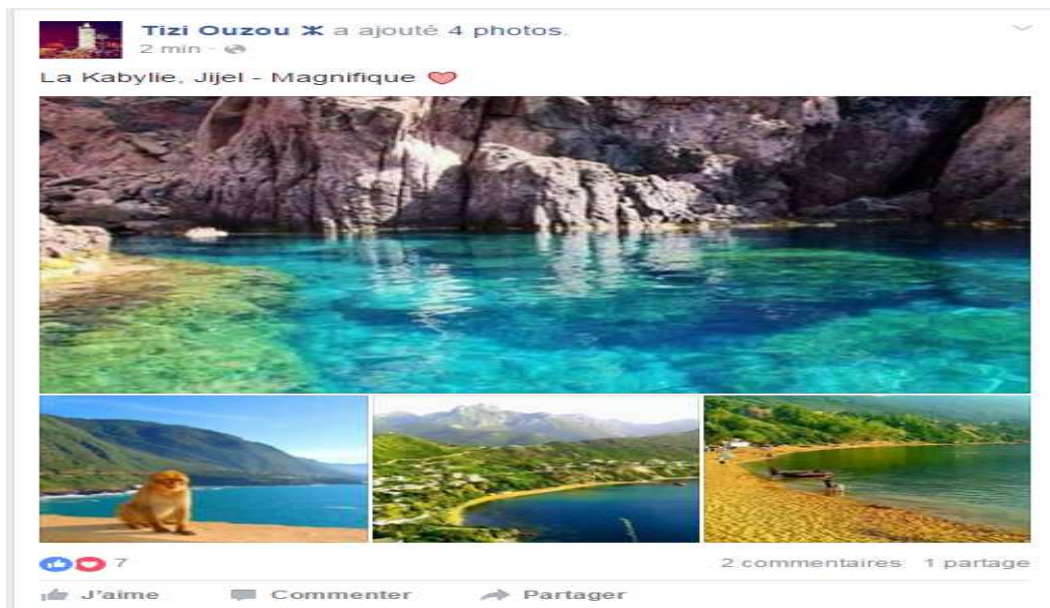 Tizi Ouzou ⵣ a ajouté 4 photos.
2 min ·
La Kabylie, Jijel - Magnifique ❤
7 2 commentaires 1 partage
J'aime Commenter Partager